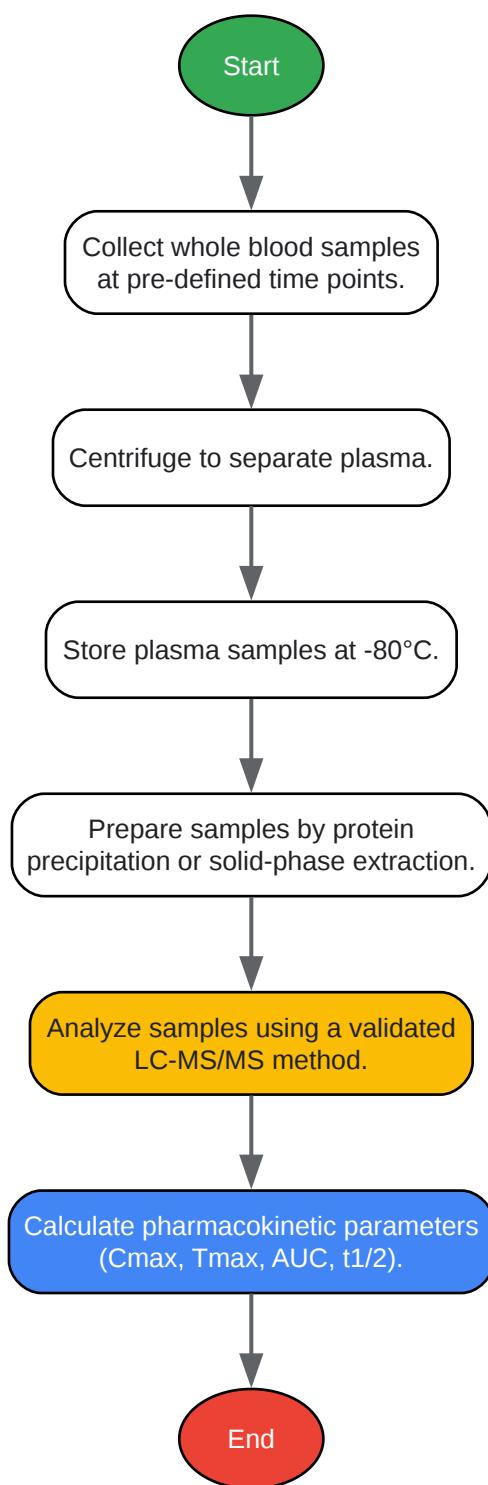 Start
Collect whole blood samples
at pre-defined time points.
Centrifuge to separate plasma.
Store plasma samples at -80°C.
Prepare samples by protein
precipitation or solid-phase extraction.
Analyze samples using a validated
LC-MS/MS method.
Calculate pharmacokinetic parameters
(Cmax, Tmax, AUC, t1/2).
End